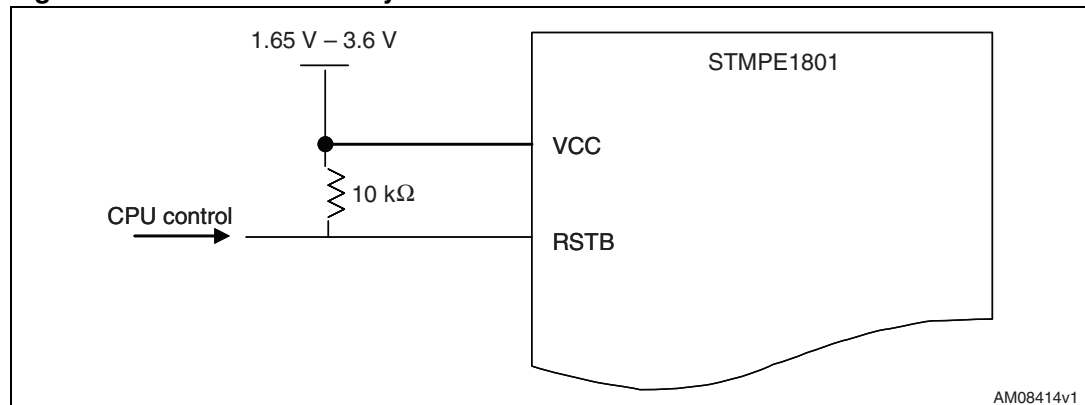 1.65 V – 3.6 V
STMPE1801
VCC
10 kΩ
CPU control
RSTB
AM08414v1